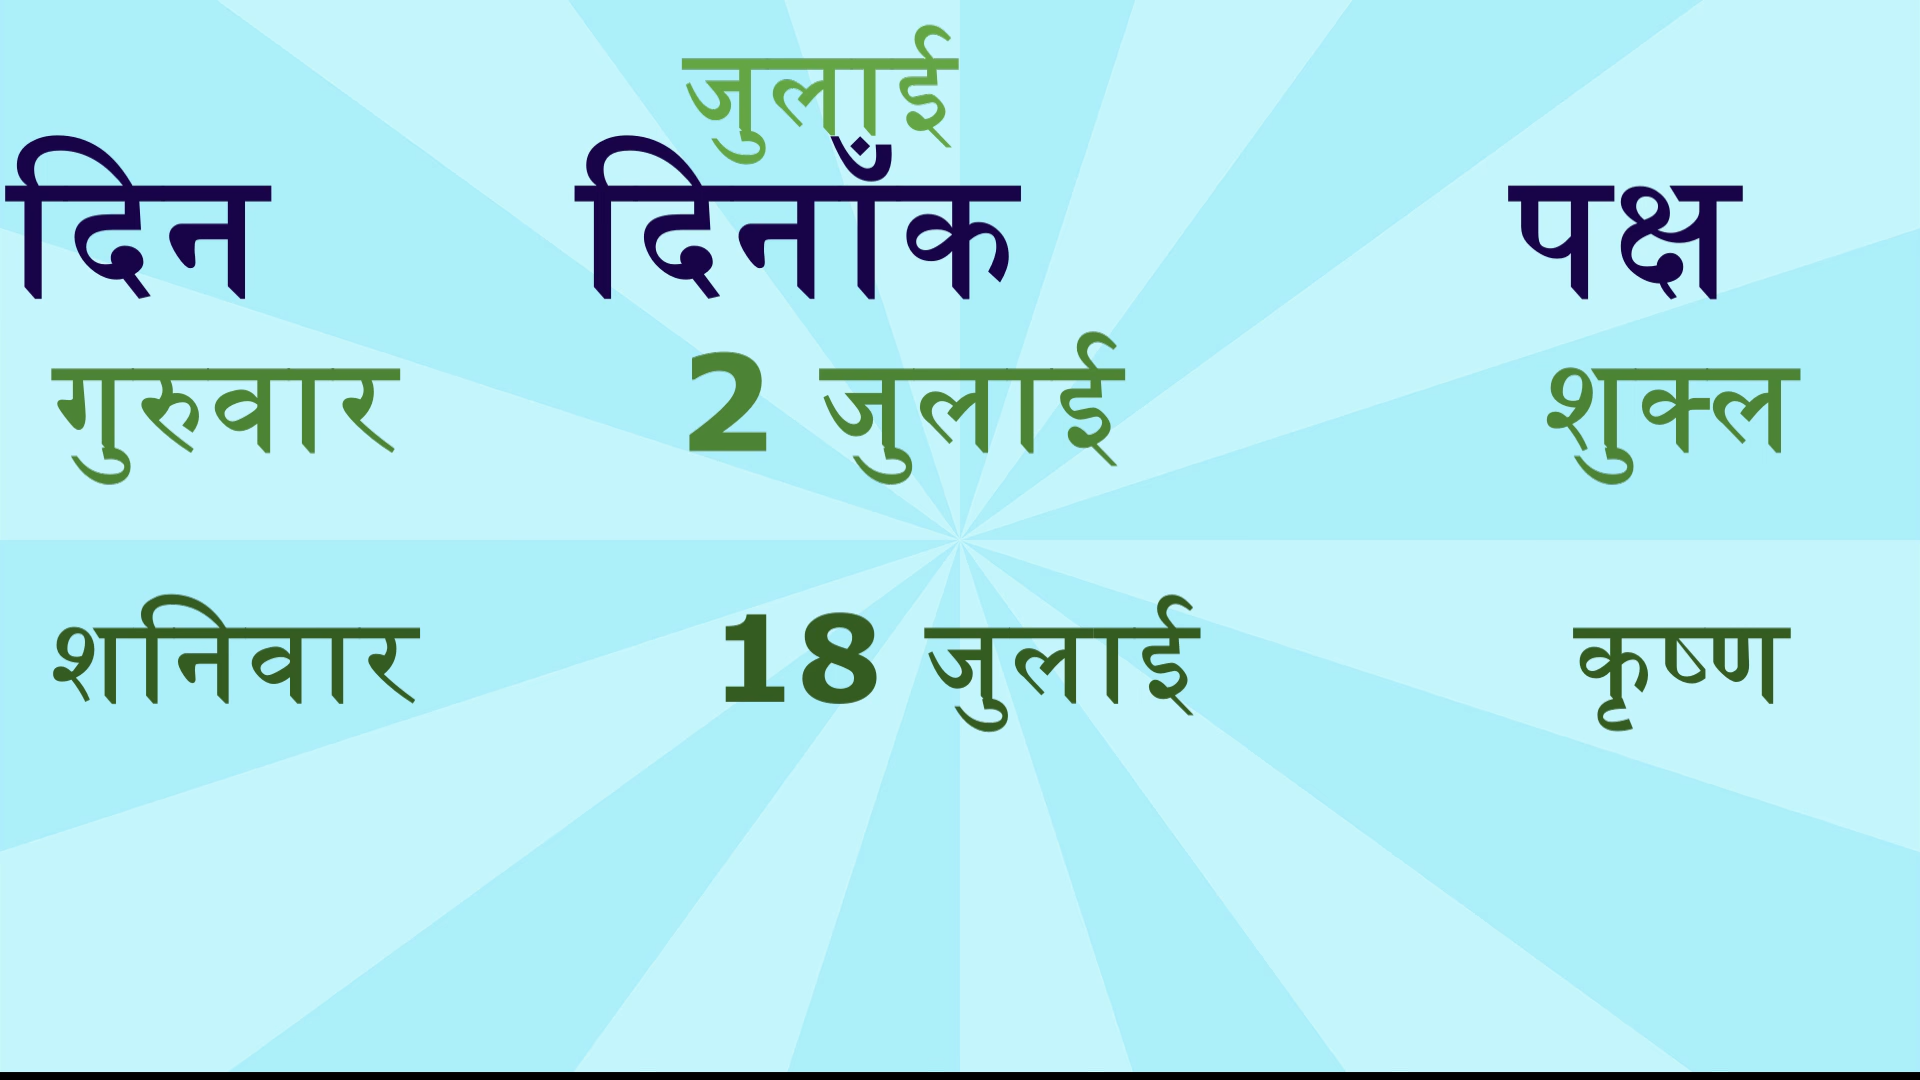 जुलाई
दिन दिनाँक पक्ष
गुरुवार 2 जुलाई शुक्ल
शनिवार 18 जुलाई कृष्ण